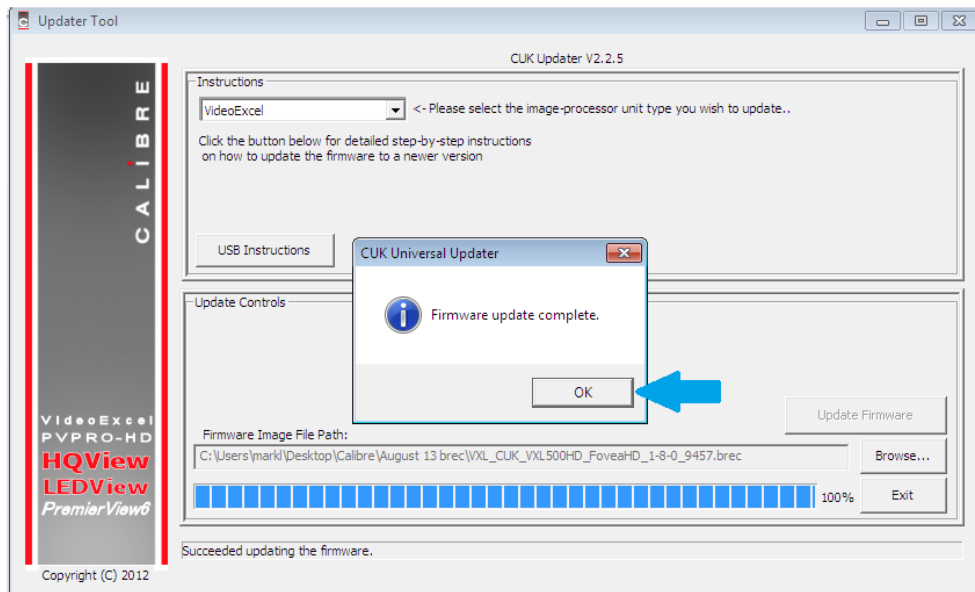 Updater Tool
CUK Updater V2.2.5
CALIBRE
Instructions
VideoExcel <- Please select the image-processor unit type you wish to update..
Click the button below for detailed step-by-step instructions
on how to update the firmware to a newer version
USB Instructions
CUK Universal Updater
Firmware update complete.
OK
Update Controls
Update Firmware
Firmware Image File Path:
C:\Users\markl\Desktop\Calibre\August 13 brec\VXL_CUK_VXL500HD_FoveaHD_1-8-0_9457.brec
Browse...
100%
Exit
VideoExcel
PVPRO-HD
HQView
LEDView
PremierView6
Succeeded updating the firmware.
Copyright (C) 2012